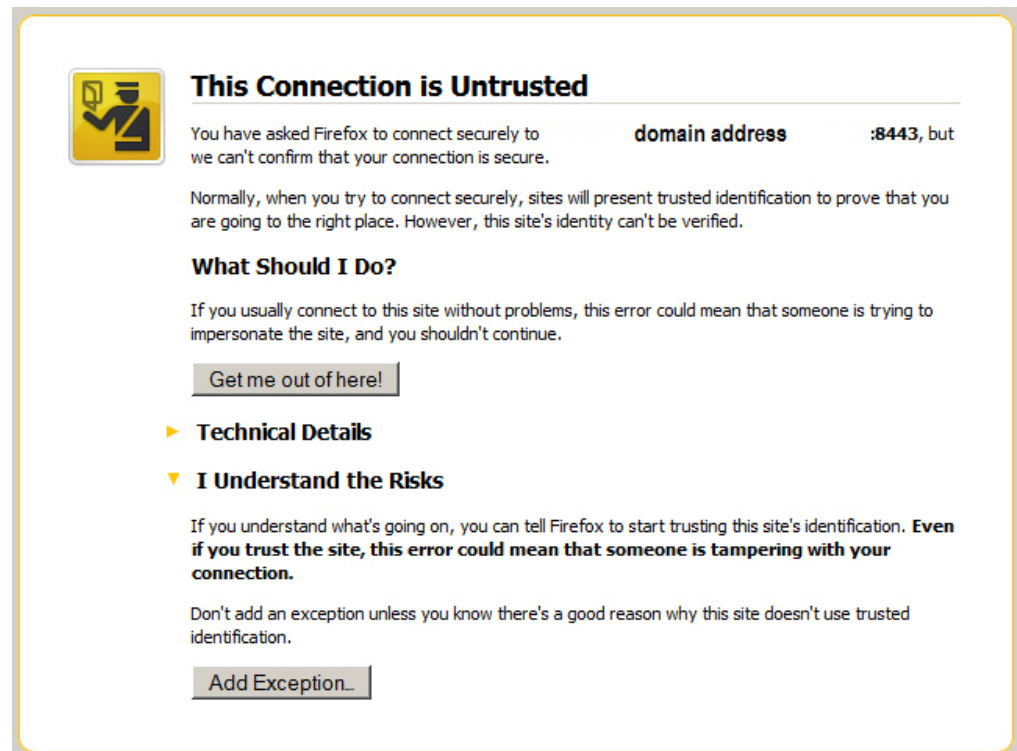 This Connection is Untrusted
You have asked Firefox to connect securely to domain address :8443, but
we can't confirm that your connection is secure.
Normally, when you try to connect securely, sites will present trusted identification to prove that you
are going to the right place. However, this site's identity can't be verified.
What Should I Do?
If you usually connect to this site without problems, this error could mean that someone is trying to
impersonate the site, and you shouldn't continue.
Get me out of here!
Technical Details
I Understand the Risks
If you understand what's going on, you can tell Firefox to start trusting this site's identification. Even
if you trust the site, this error could mean that someone is tampering with your
connection.
Don't add an exception unless you know there's a good reason why this site doesn't use trusted
identification.
Add Exception...